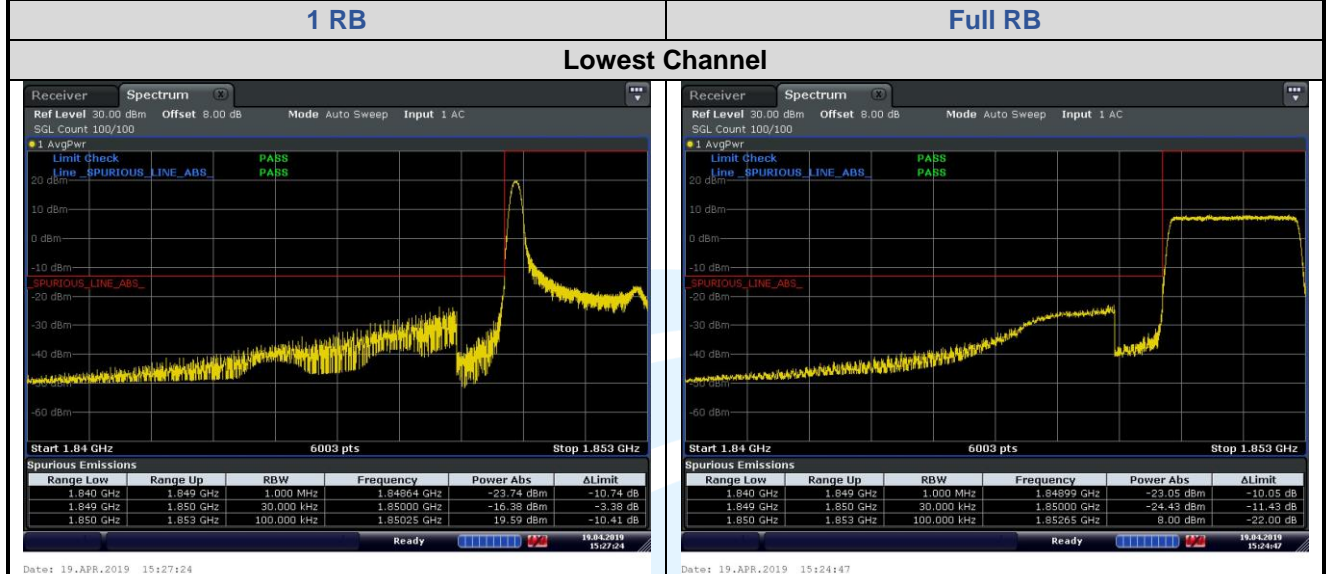 1 RB
Full RB
Lowest Channel
Receiver Spectrum X
Ref Level 30.00 dBm Offset 8.00 dB Mode Auto Sweep Input 1 AC
SGL Count 100/100
1 AvgPwr
Limit Check PASS
Line _SPURIOUS_LINE_ABS_ PASS
20 dBm
10 dBm
0 dBm
-10 dBm
_SPURIOUS_LINE_ABS_
-20 dBm
-30 dBm
-40 dBm
-50 dBm
-60 dBm
Start 1.84 GHz 6003 pts Stop 1.853 GHz
Spurious Emissions
Range Low Range Up RBW Frequency Power Abs ΔLimit
1.840 GHz 1.849 GHz 1.000 MHz 1.84864 GHz -23.74 dBm -10.74 dB
1.849 GHz 1.850 GHz 30.000 kHz 1.85000 GHz -16.38 dBm -3.38 dB
1.850 GHz 1.853 GHz 100.000 kHz 1.85025 GHz 19.59 dBm -10.41 dB
Ready 19.04.2019
15:27:24
Date: 19.APR.2019 15:27:24
Receiver Spectrum X
Ref Level 30.00 dBm Offset 8.00 dB Mode Auto Sweep Input 1 AC
SGL Count 100/100
1 AvgPwr
Limit Check PASS
Line _SPURIOUS_LINE_ABS_ PASS
20 dBm
10 dBm
0 dBm
-10 dBm
_SPURIOUS_LINE_ABS_
-20 dBm
-30 dBm
-40 dBm
-50 dBm
-60 dBm
Start 1.84 GHz 6003 pts Stop 1.853 GHz
Spurious Emissions
Range Low Range Up RBW Frequency Power Abs ΔLimit
1.840 GHz 1.849 GHz 1.000 MHz 1.84899 GHz -23.05 dBm -10.05 dB
1.849 GHz 1.850 GHz 30.000 kHz 1.85000 GHz -24.43 dBm -11.43 dB
1.850 GHz 1.853 GHz 100.000 kHz 1.85265 GHz 8.00 dBm -22.00 dB
Ready 19.04.2019
15:24:47
Date: 19.APR.2019 15:24:47